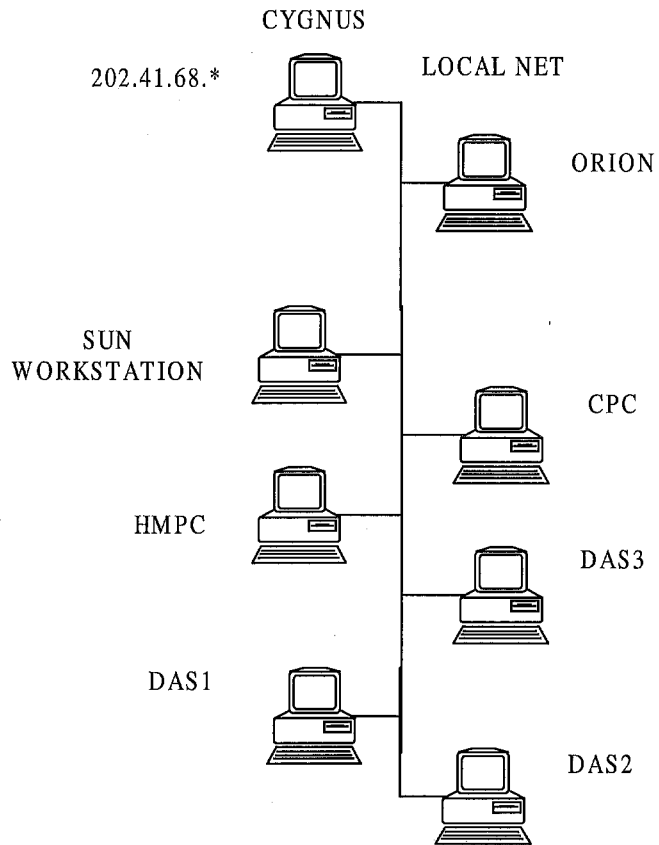 CYGNUS
202.41.68.*
LOCAL NET
ORION
SUN
WORKSTATION
CPC
HMPC
DAS3
DAS1
DAS2